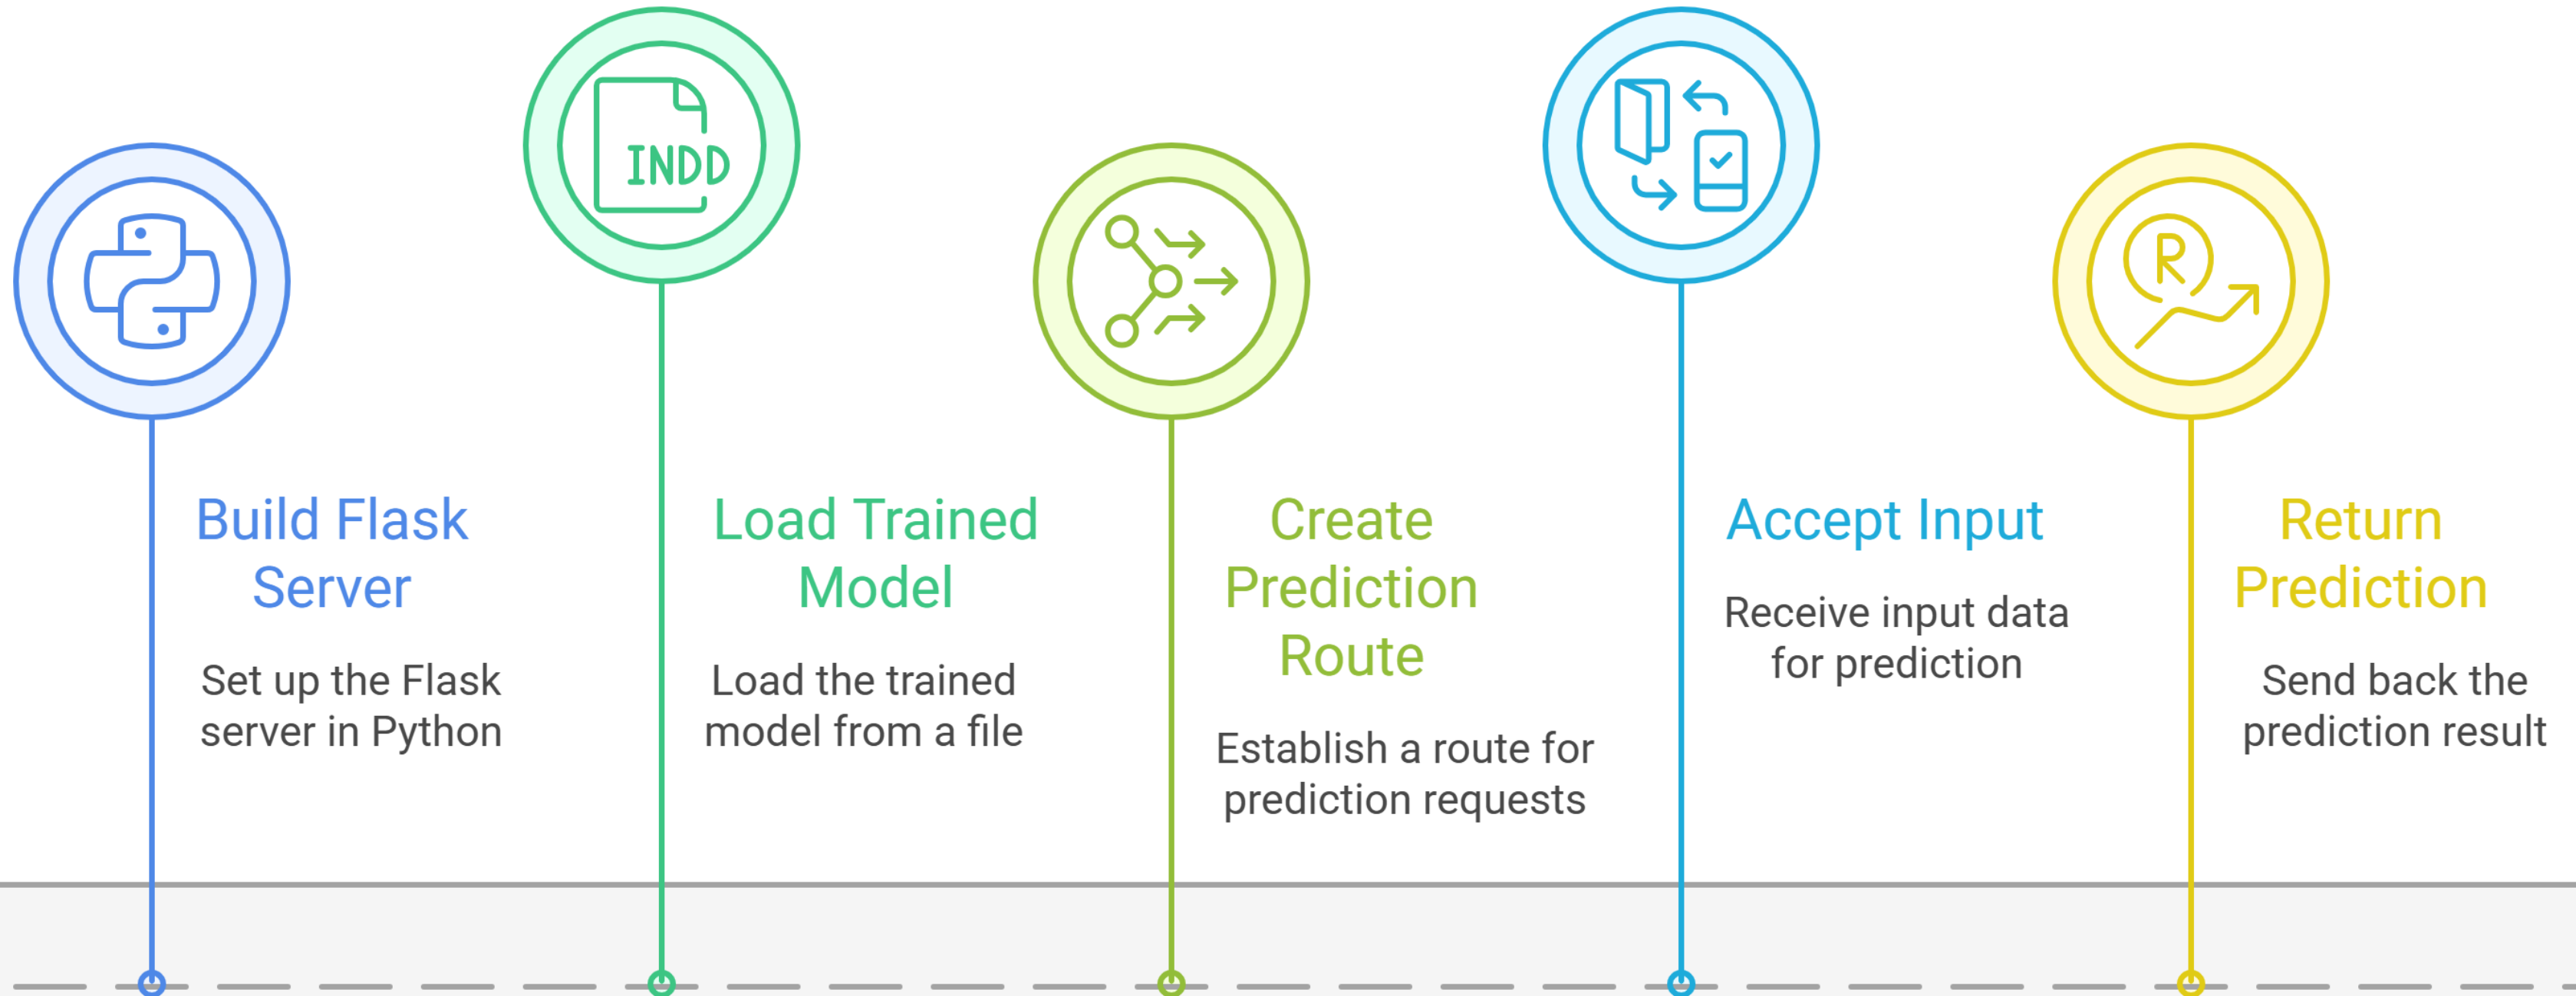 INDD
R
Build Flask
Server
Set up the Flask
server in Python
Load Trained
Model
Load the trained
model from a file
Create
Prediction
Route
Establish a route for
prediction requests
Accept Input
Receive input data
for prediction
Return
Prediction
Send back the
prediction result